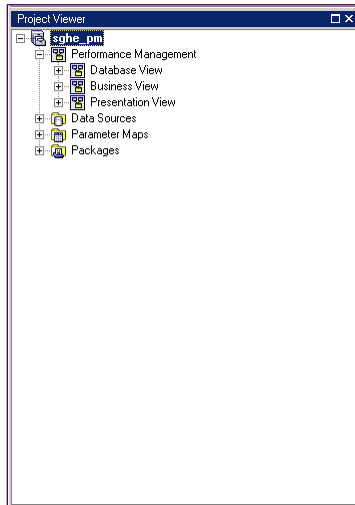 Project Viewer
sghe_pm
Performance Management
Database View
Business View
Presentation View
Data Sources
Parameter Maps
Packages